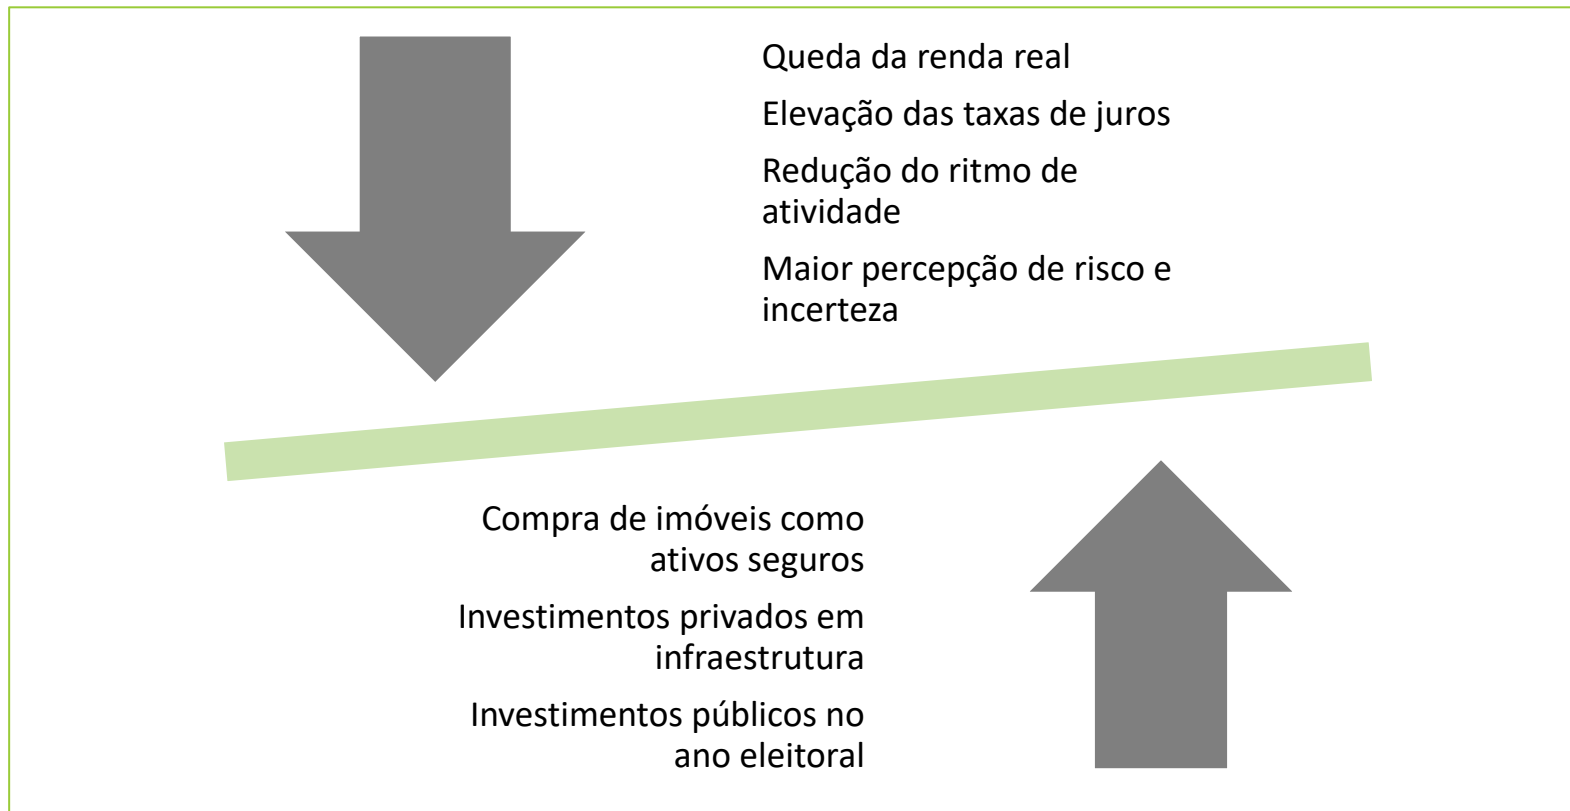 Queda da renda real
Elevação das taxas de juros
Redução do ritmo de
atividade
Maior percepção de risco e
incerteza
Compra de imóveis como
ativos seguros
Investimentos privados em
infraestrutura
Investimentos públicos no
ano eleitoral